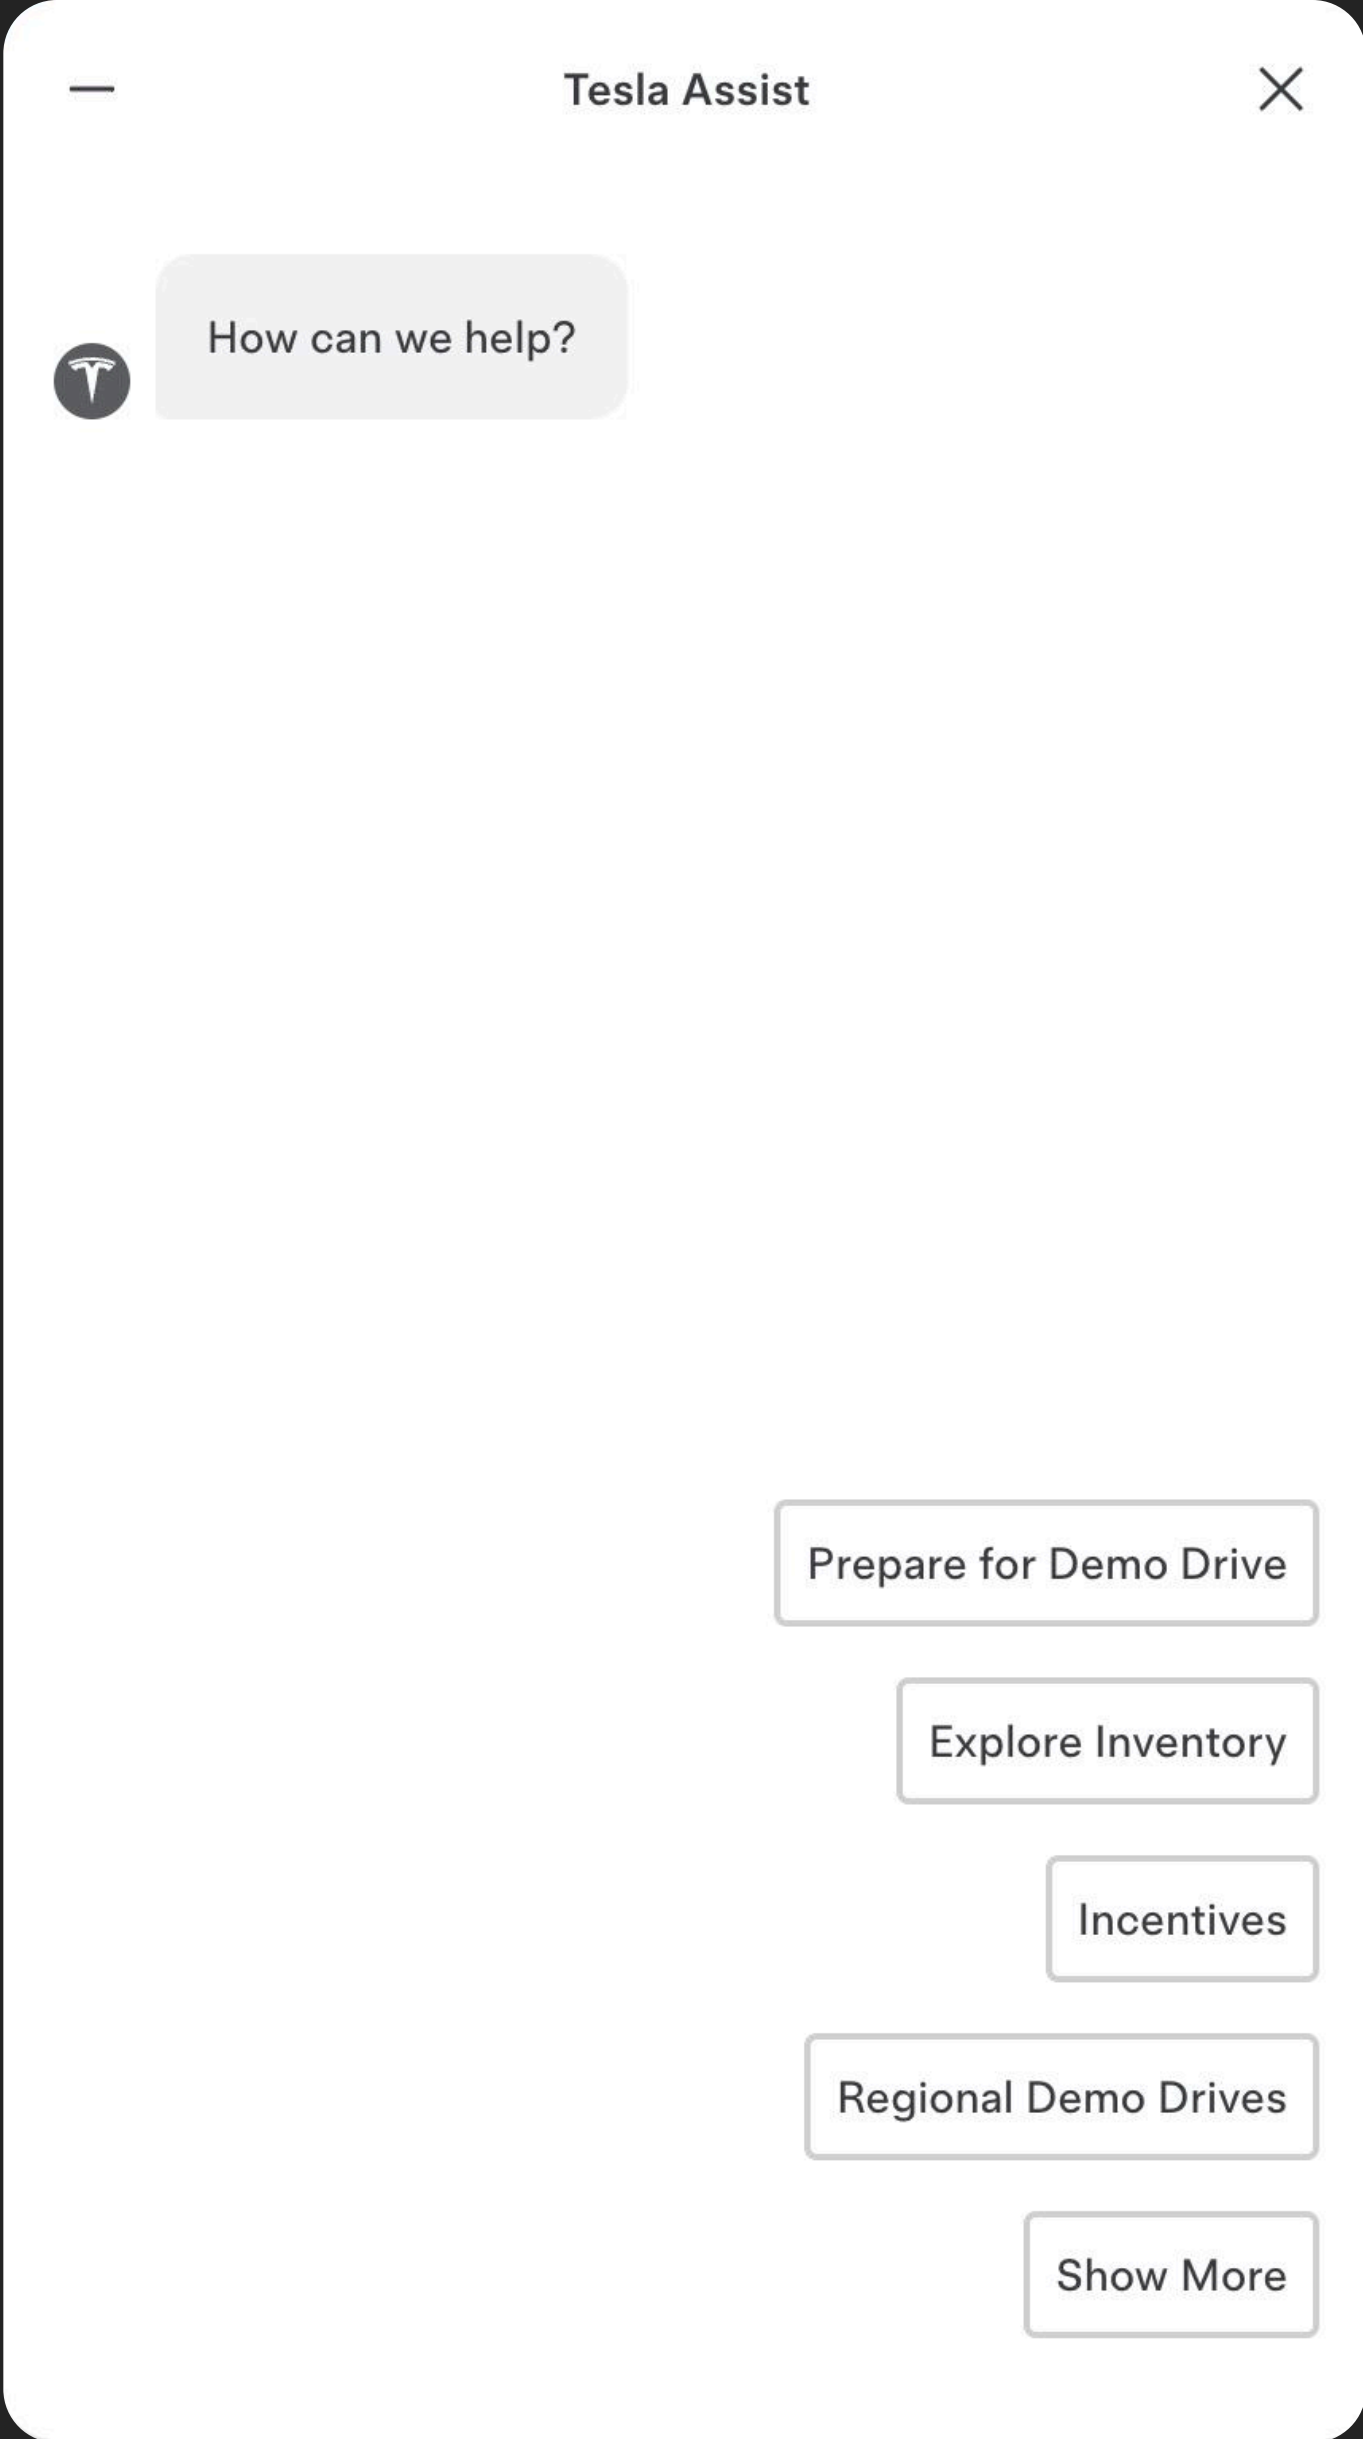 Tesla Assist
How can we help?
Prepare for Demo Drive
Explore Inventory
Incentives
Regional Demo Drives
Show More